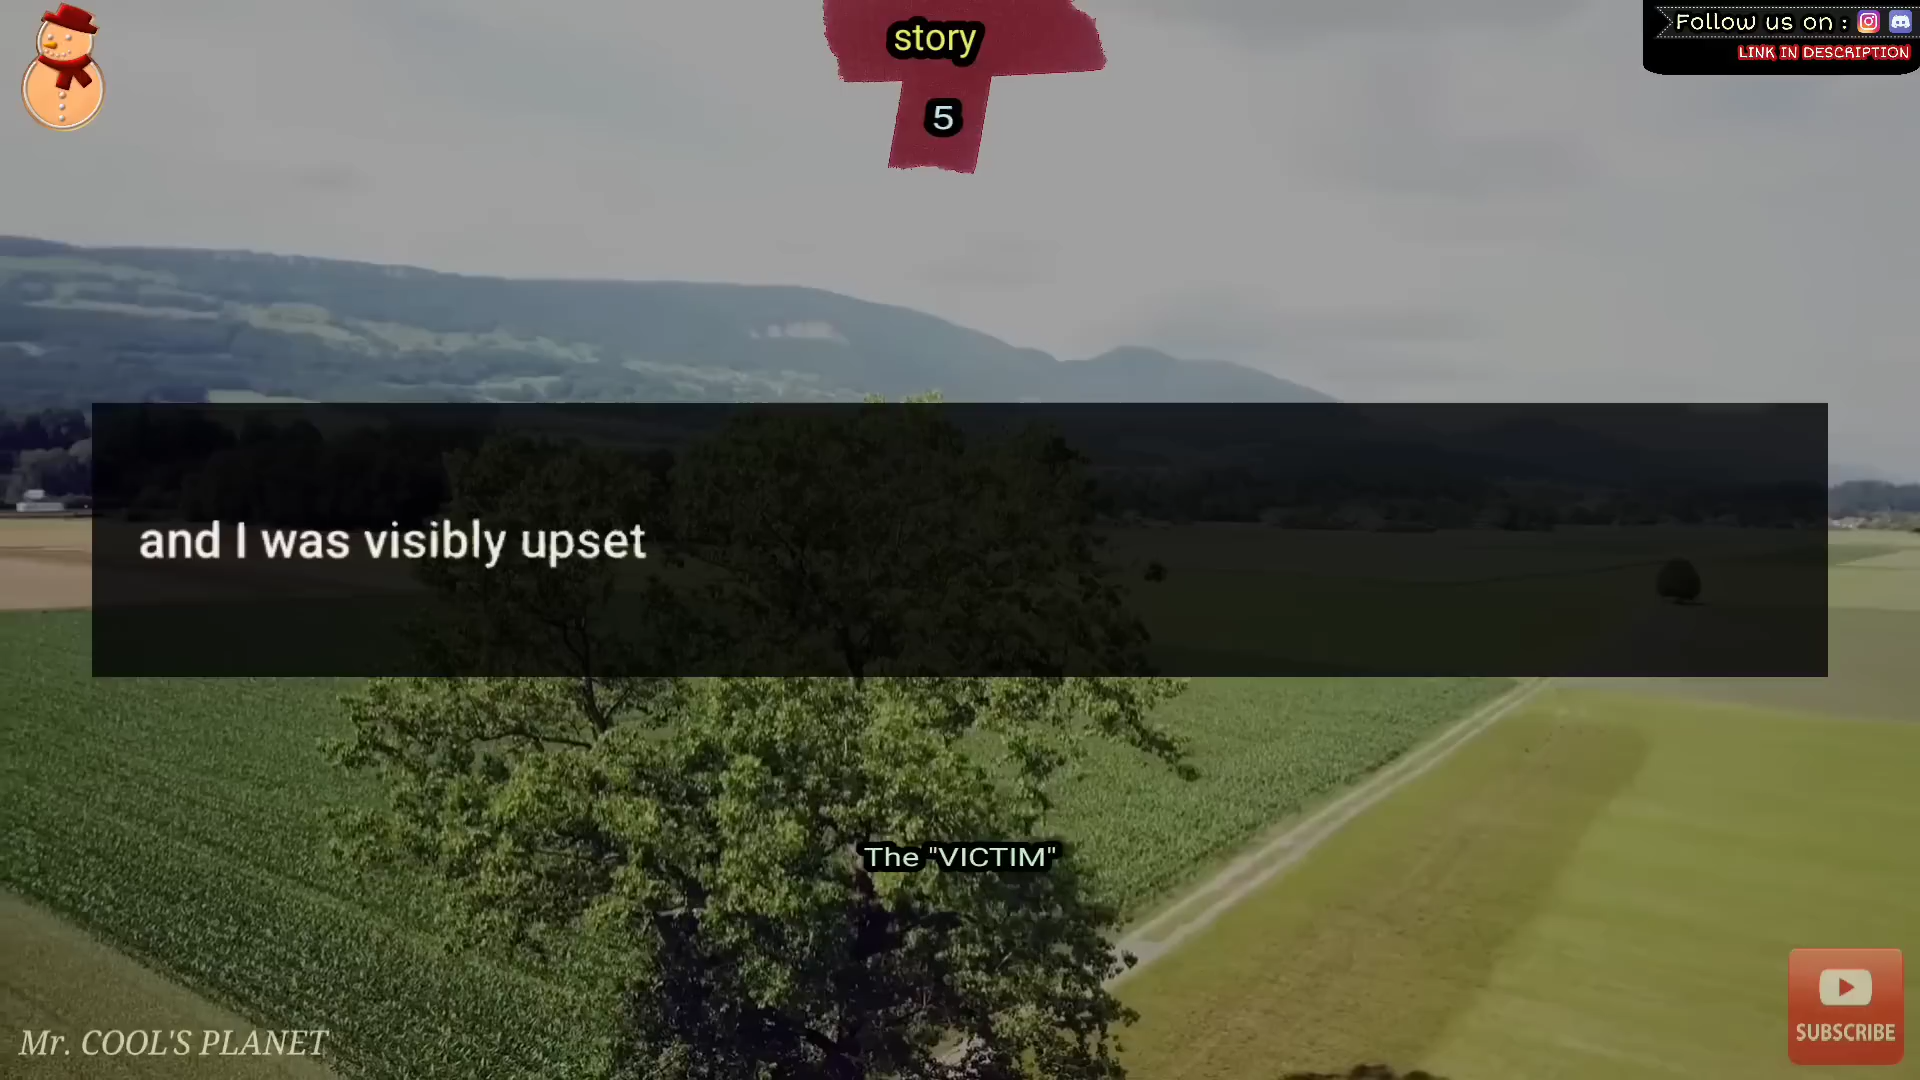 story
5
Follow us on :
LINK IN DESCRIPTION
and I was visibly upset
The "VICTIM"
Mr. COOL'S PLANET
SUBSCRIBE